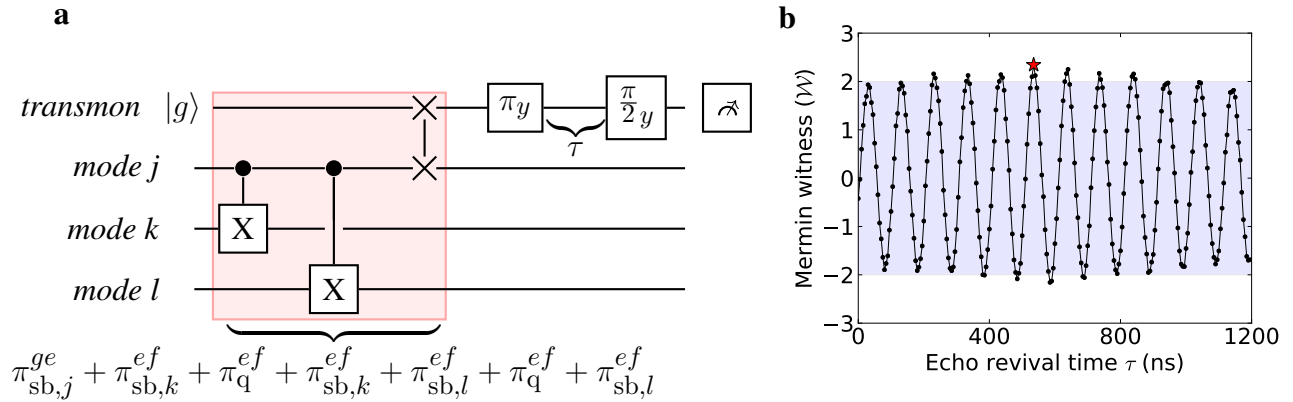 a
transmon |g⟩
π_y
π/2 y
τ
mode j
mode k
X
mode l
X
π^{ge}_{sb,j} + π^{ef}_{sb,k} + π^{ef}_{q} + π^{ef}_{sb,k} + π^{ef}_{sb,l} + π^{ef}_{q} + π^{ef}_{sb,l}
b
Mermin witness (𝒲)
3
2
1
0
−1
−2
−3
0 400 800 1200
Echo revival time τ (ns)